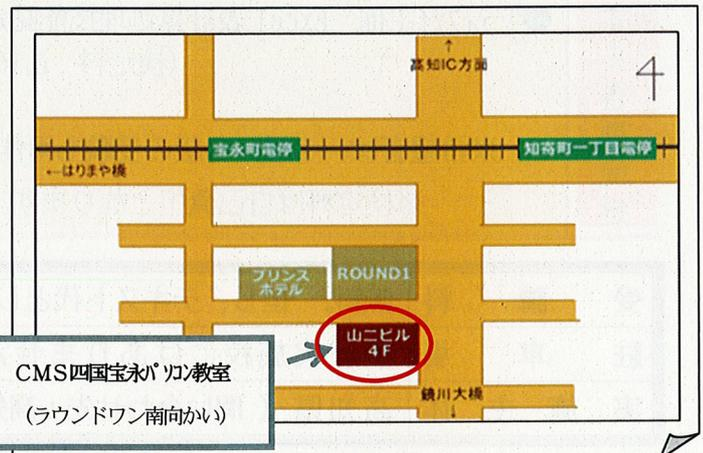 ↑
高知IC方面
4
宝永町電停
知寄町一丁目電停
←はりまや橋
プリンス
ホテル
ROUND1
山二ビル
4F
CMS四国宝永パソコン教室
(ラウンドワン南向かい)
鏡川大橋
↓